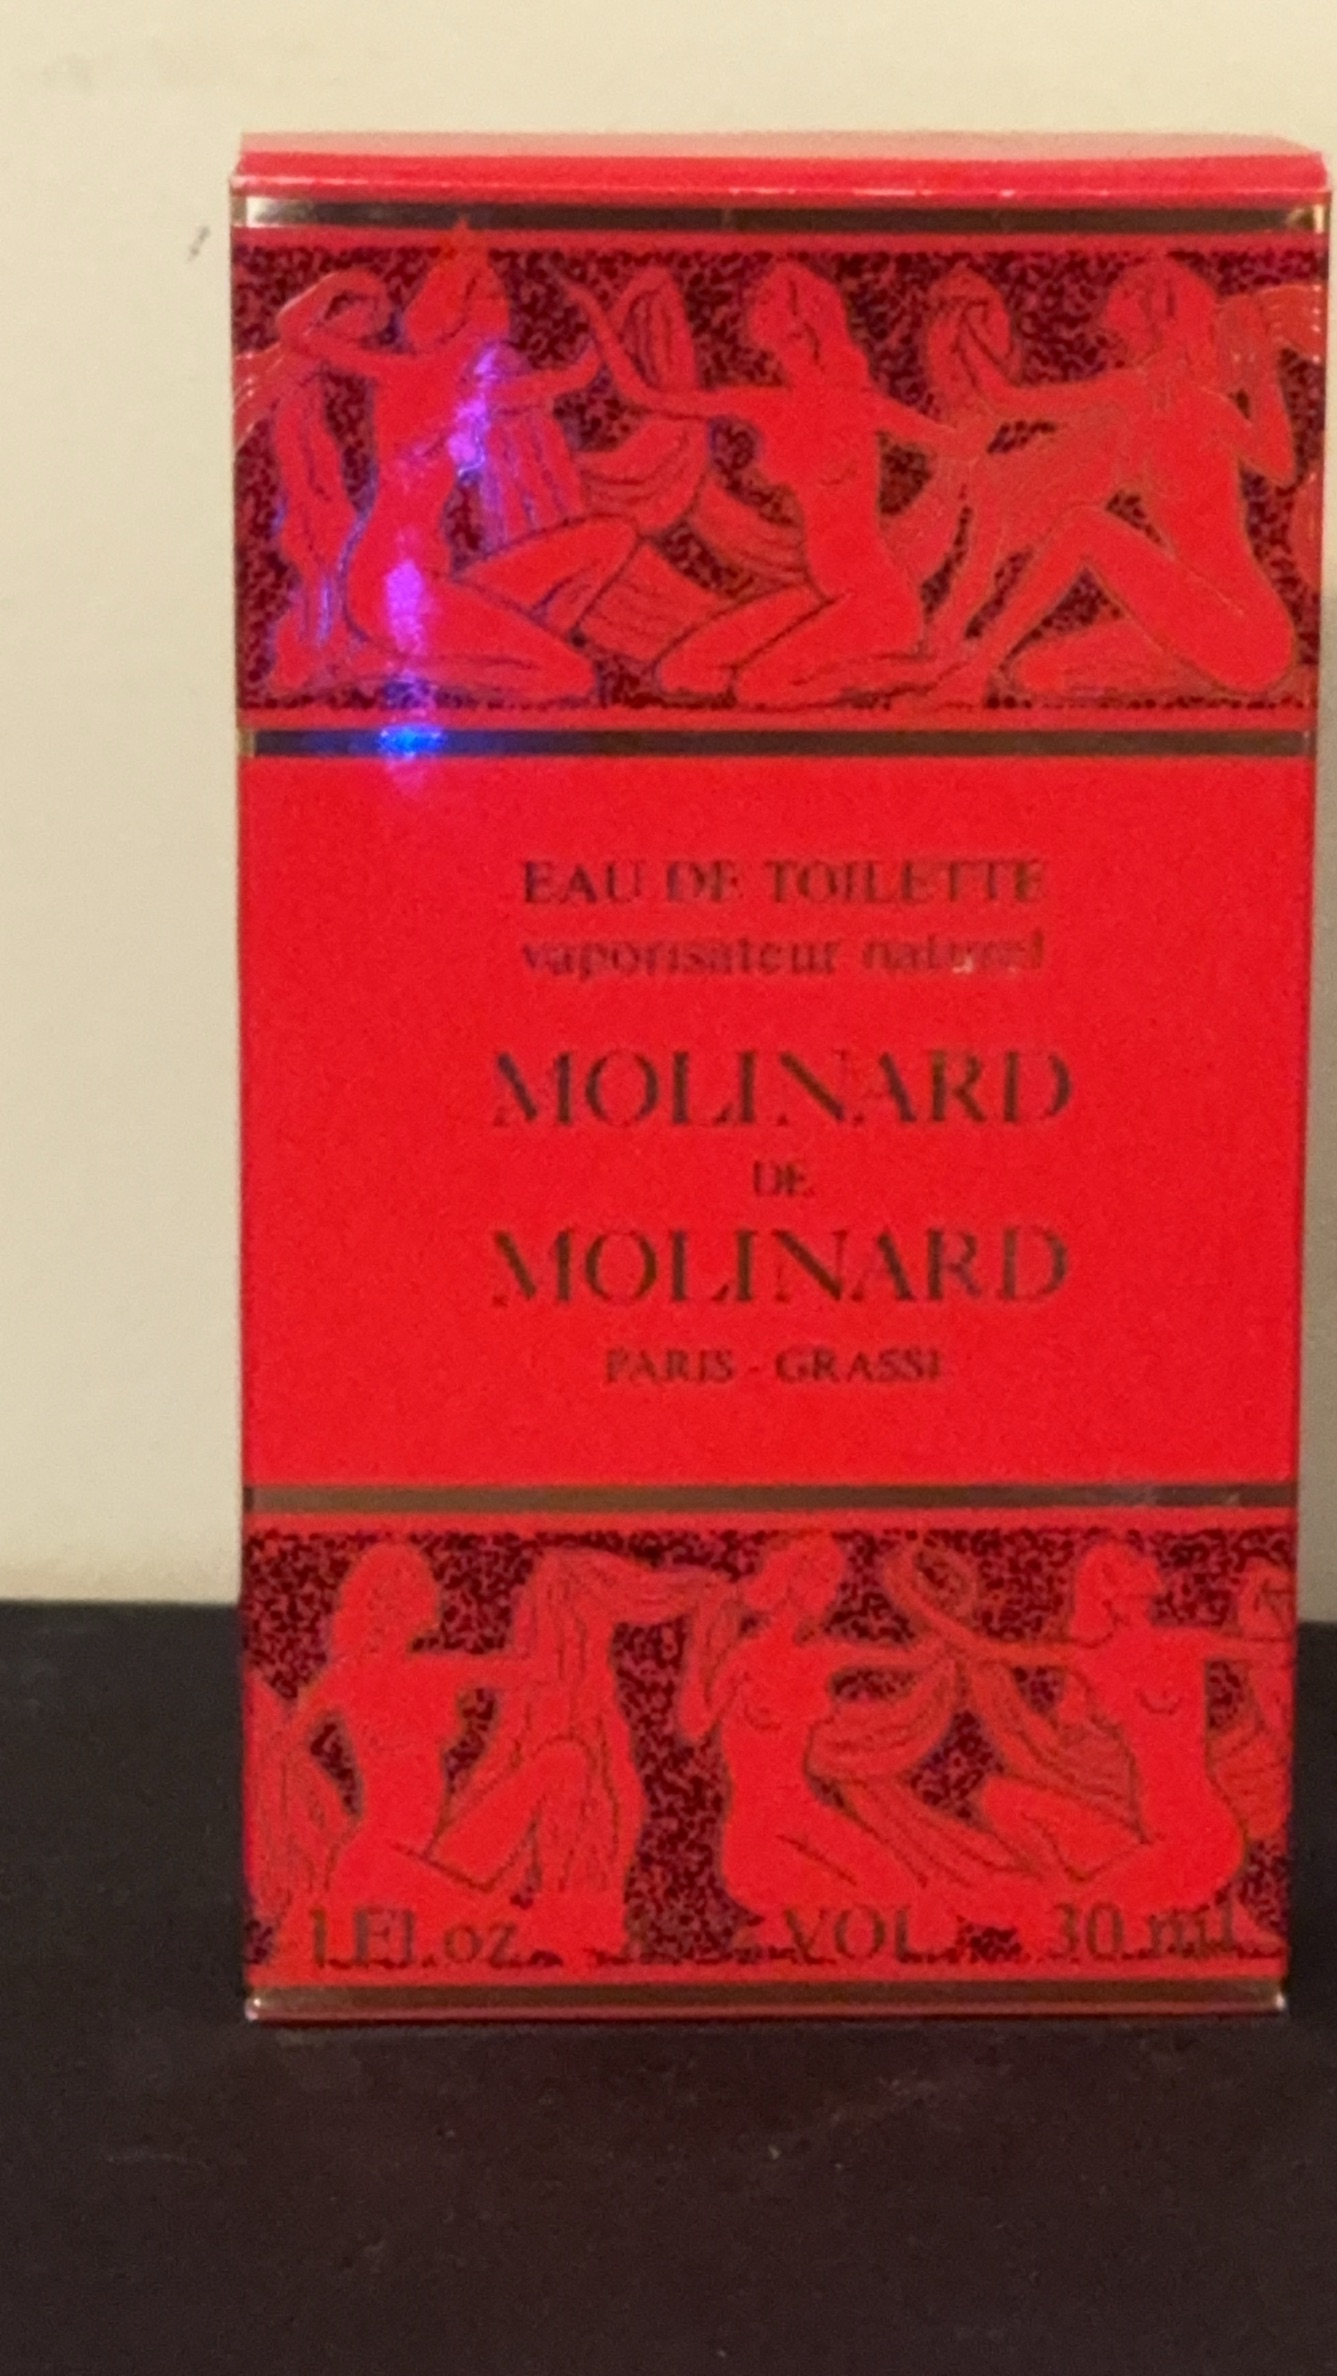 EAU DE TOILETTE
vaporisateur naturel
MOLINARD
DE
MOLINARD
PARIS - GRASSE
1 Fl. oz. VOL. 30 ml